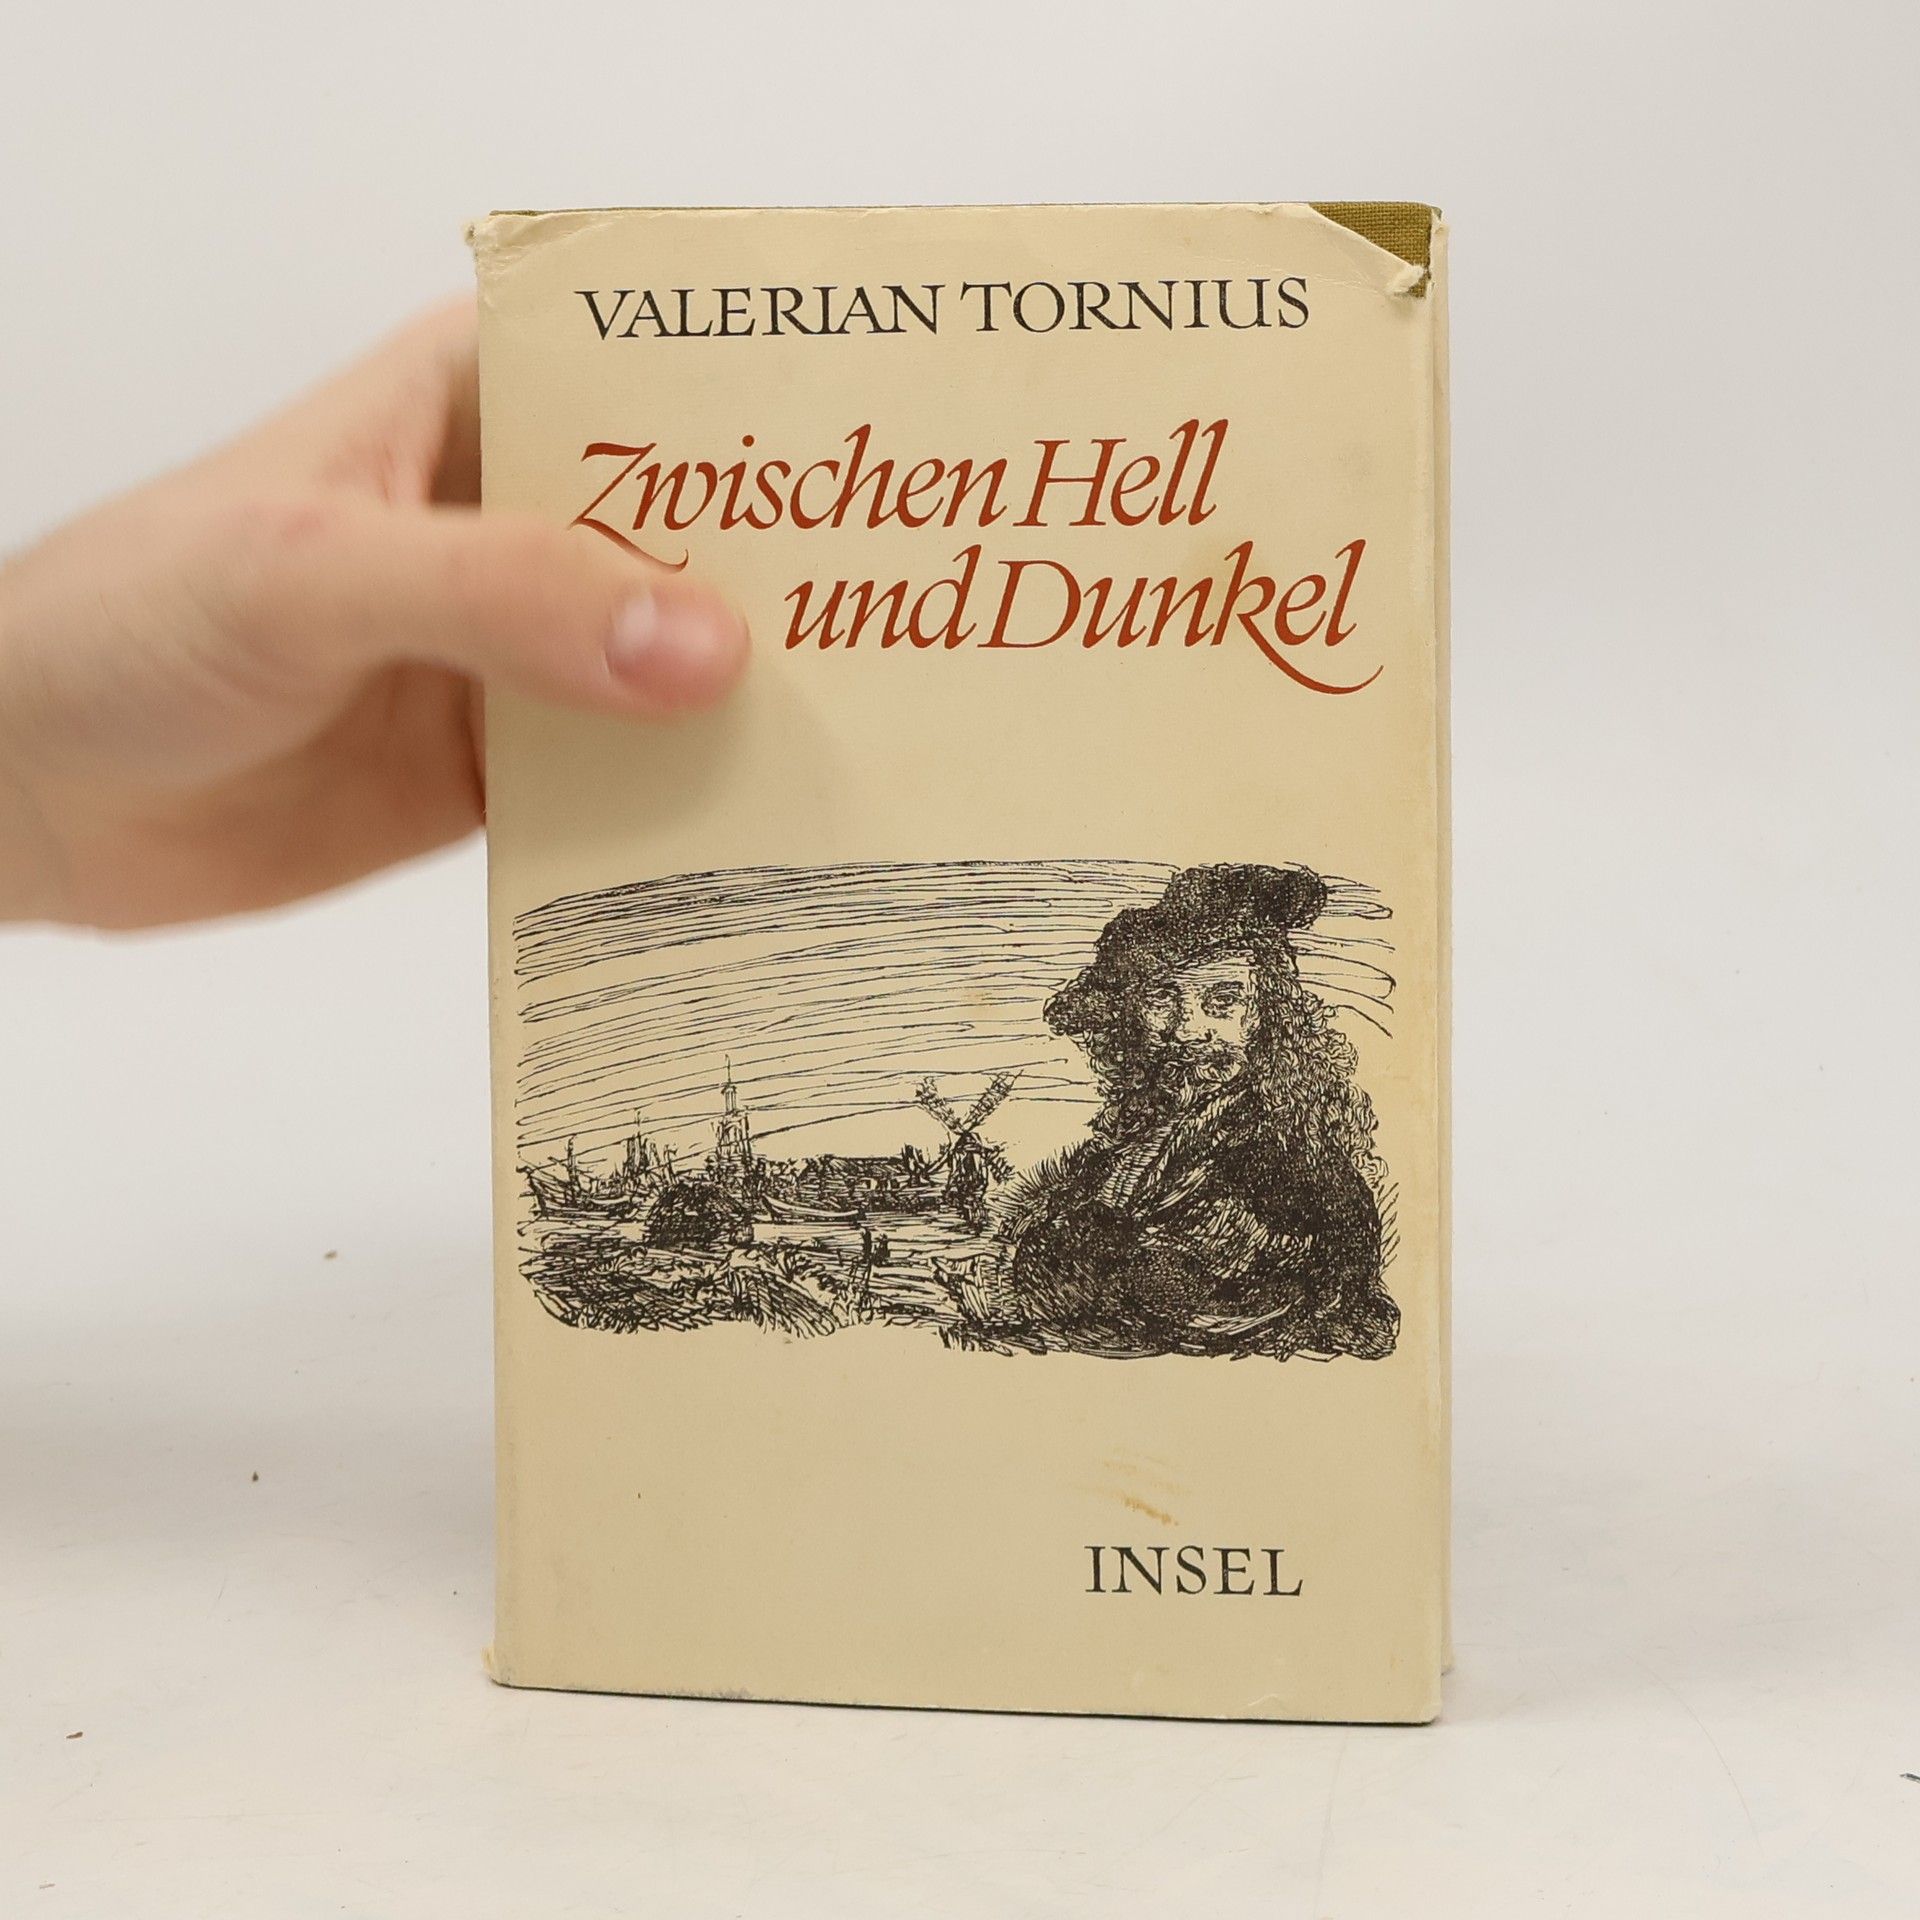 VALERIAN TORNIUS
Zwischen Hell
und Dunkel
INSEL